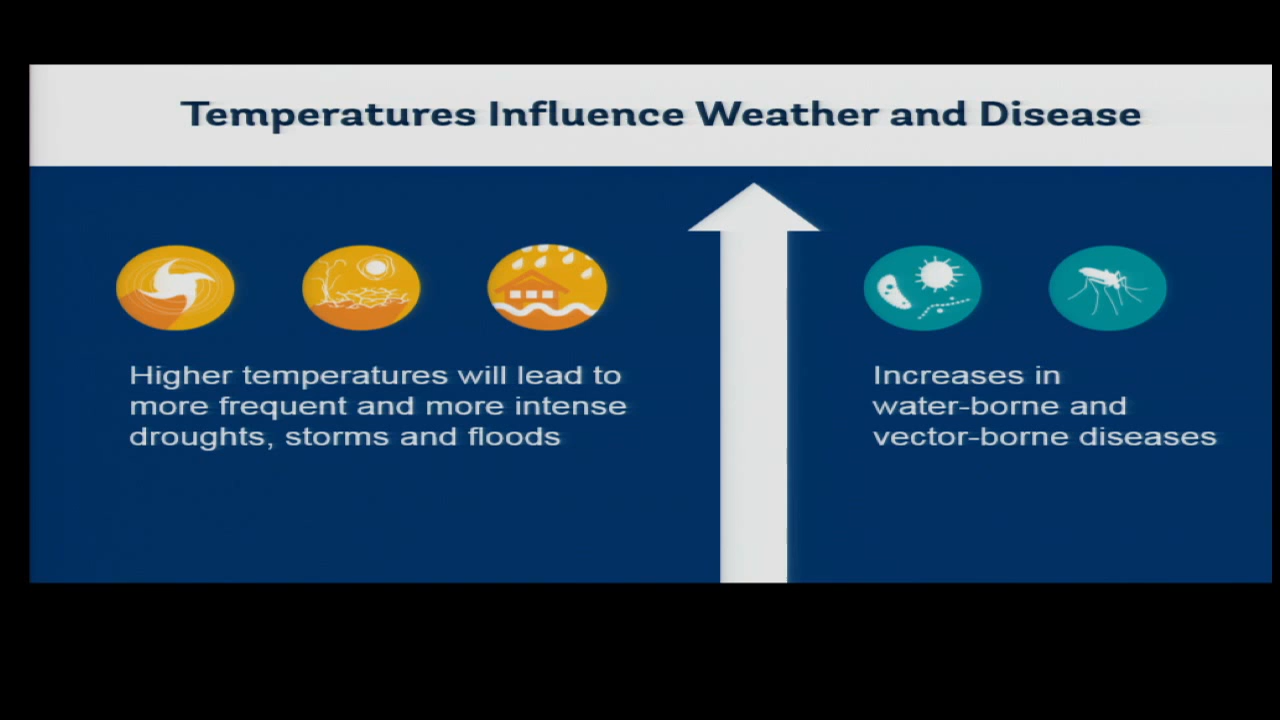 Temperatures Influence Weather and Disease
Higher temperatures will lead to
more frequent and more intense
droughts, storms and floods
Increases in
water-borne and
vector-borne diseases